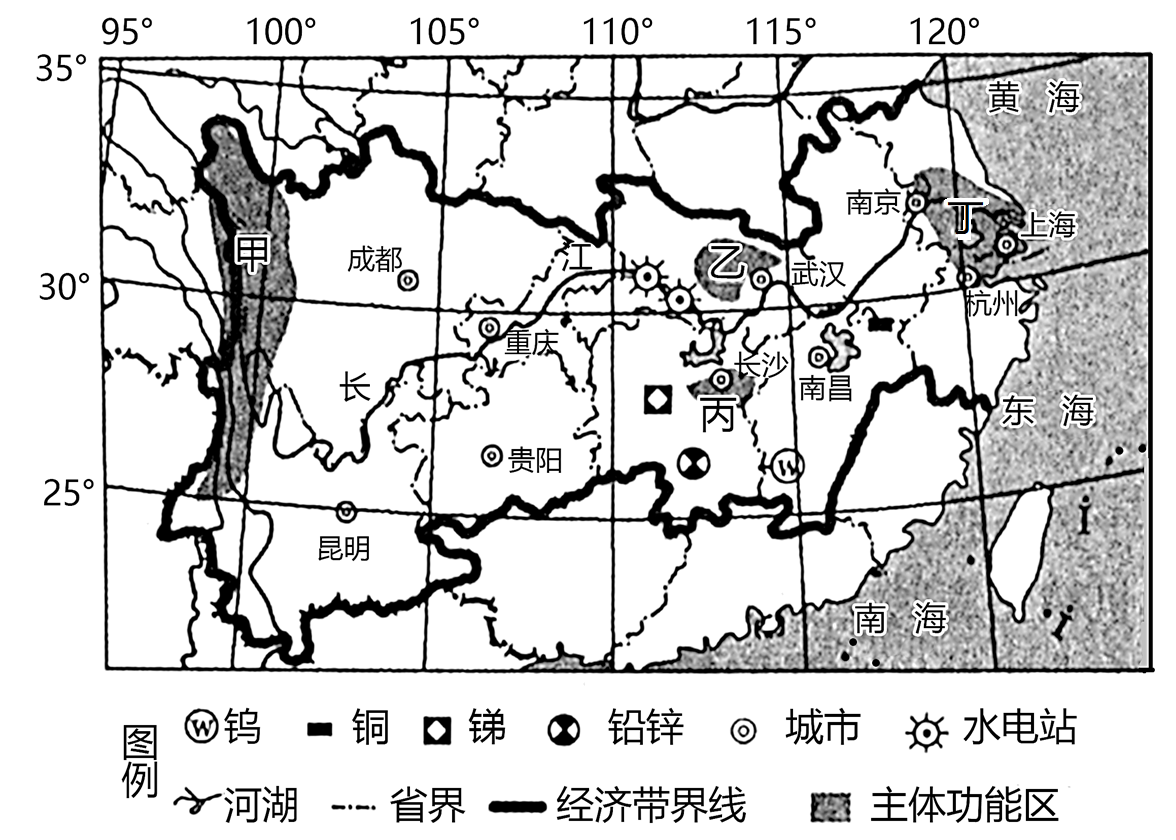 95° 100° 105° 110° 115° 120°
35°
黄 海
南京
丁
上海
甲
成都
江
乙
武汉
30°
杭州
重庆
长沙
南昌
长
丙
东 海
贵阳
W
25°
昆明
南 海
图例
W 钨 铜 锑 铅锌 城市 水电站
河湖 省界 经济带界线 主体功能区